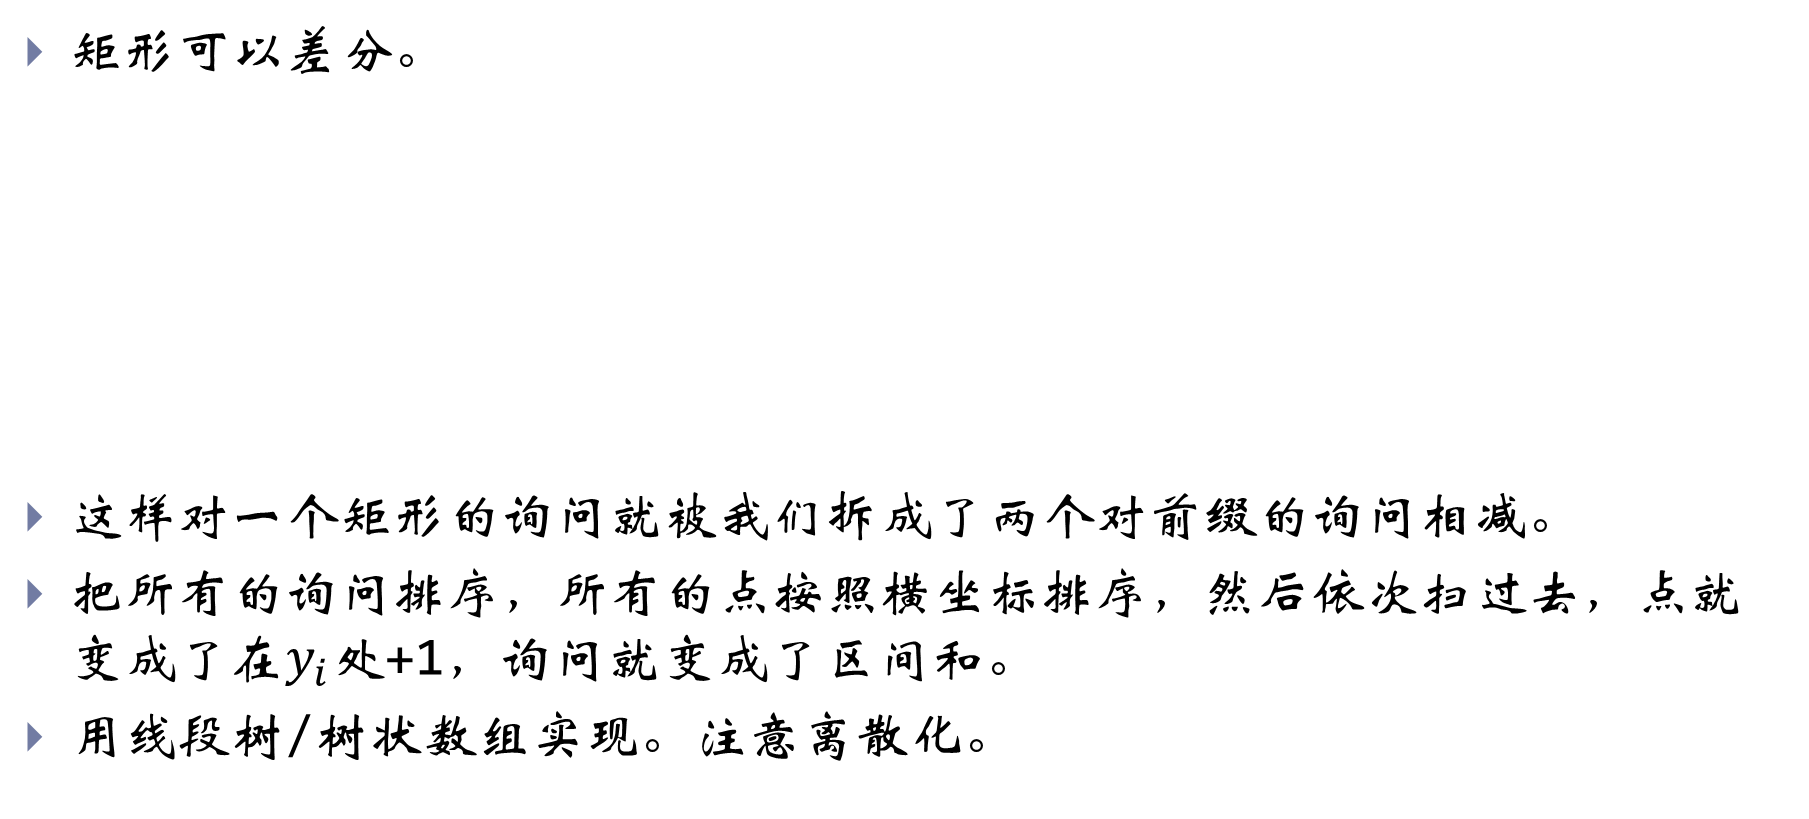 矩形可以差分。
这样对一个矩形的询问就被我们拆成了两个对前缀的询问相减。
把所有的询问排序，所有的点按照横坐标排序，然后依次扫过去，点就
变成了在yᵢ处+1，询问就变成了区间和。
用线段树/树状数组实现。注意离散化。